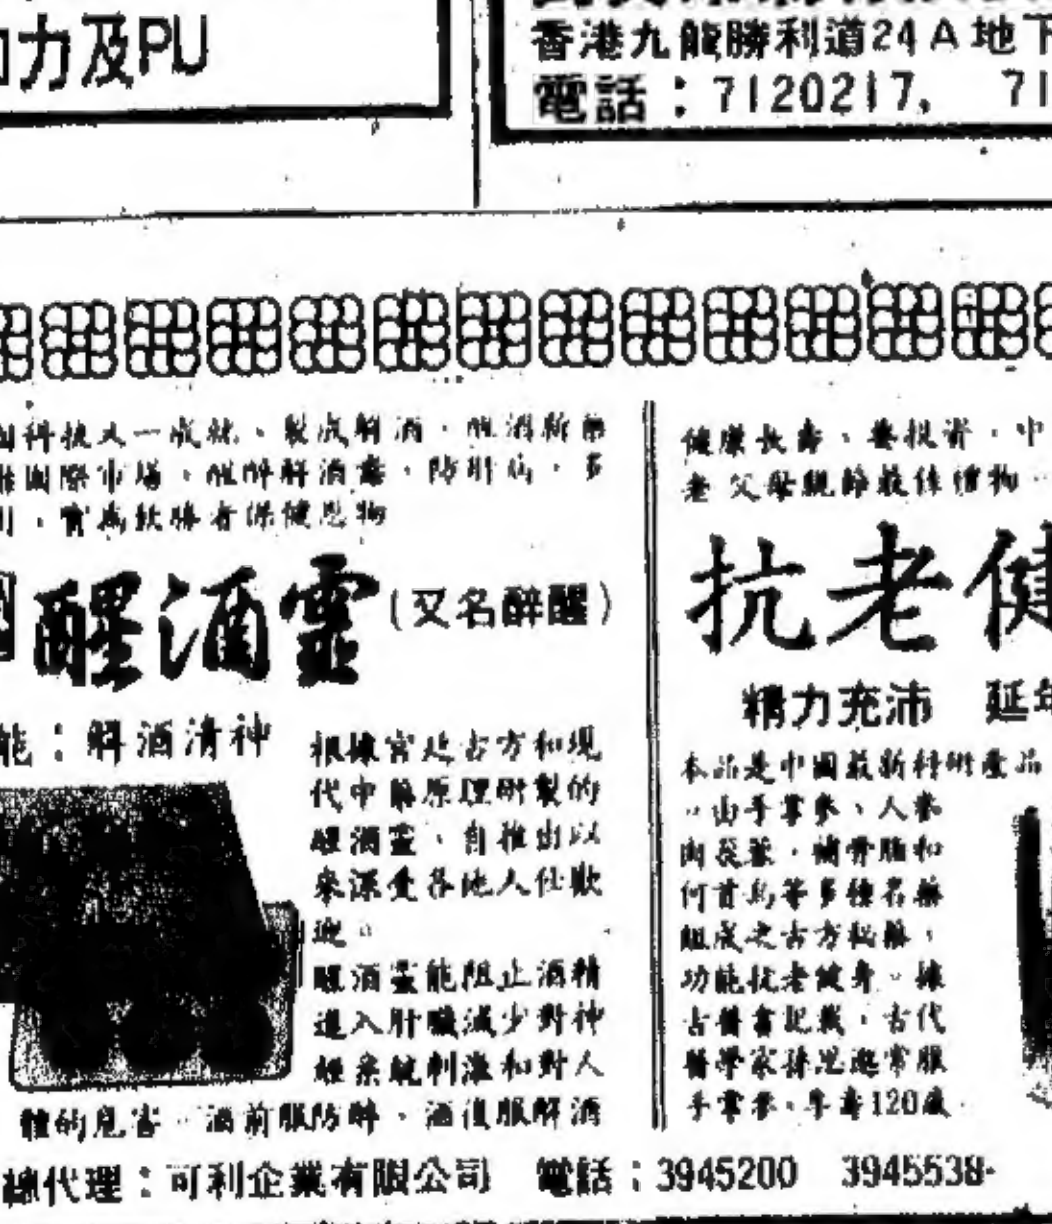 力及PU
香港九龍勝利道24A地下
電話：7120217， 71
科技又一成就、製成解酒、醒酒新藥
國際市場，醒醉解酒毒，防肝病，多
，實為飲勝者保健恩物
醒酒靈(又名醉醒)
能：解酒清神
根據宮廷古方和現
代中藥原理研製的
醒酒靈，自推出以
來深受各地人仕歡
迎。
醒酒靈能阻止酒精
進入肝臟減少對神
經系統刺激和對人
體的危害。酒前服防醉，酒後服解酒
健康長壽、要投資，中
老父母親節最佳禮物
抗老健
精力充沛 延年
本品是中國最新科研產品
。由手掌參、人參
肉蓯蓉，補骨脂和
何首烏等多種名藥
組成之古方秘藥，
功能抗老健身。據
古醫書記載，古代
醫學家孫思邈常服
手掌參，享壽120歲
總代理：可利企業有限公司 電話：3945200 3945538